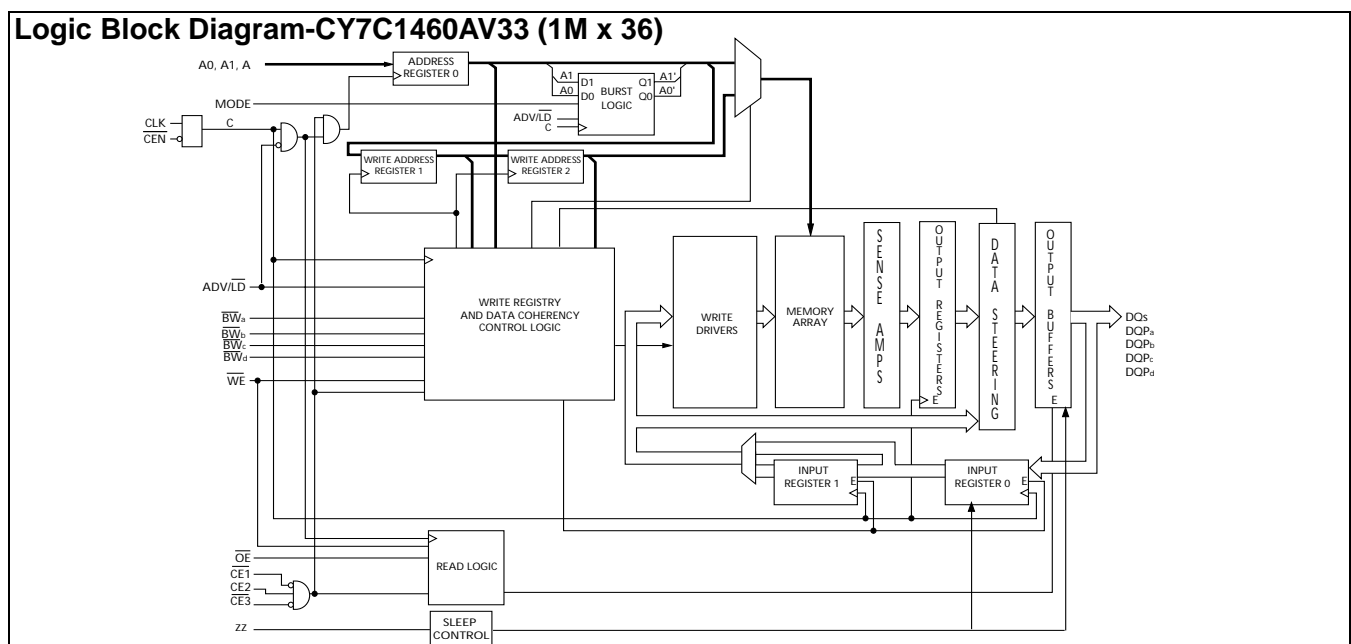 Logic Block Diagram-CY7C1460AV33 (1M x 36)
A0, A1, A
ADDRESS
REGISTER 0
A1
A0
D1
D0
BURST
LOGIC
Q1
Q0
A1'
A0'
MODE
ADV/LD
C
CLK
CEN
C
WRITE ADDRESS
REGISTER 1
WRITE ADDRESS
REGISTER 2
ADV/LD
BWa
BWb
BWc
BWd
WE
WRITE REGISTRY
AND DATA COHERENCY
CONTROL LOGIC
WRITE
DRIVERS
MEMORY
ARRAY
SENSE AMPS
OUTPUT REGISTERS
E
DATA STEERING
OUTPUT BUFFERS
E
DQs
DQPa
DQPb
DQPc
DQPd
INPUT
REGISTER 1
E
INPUT
REGISTER 0
E
OE
CE1
CE2
CE3
READ LOGIC
ZZ
SLEEP
CONTROL